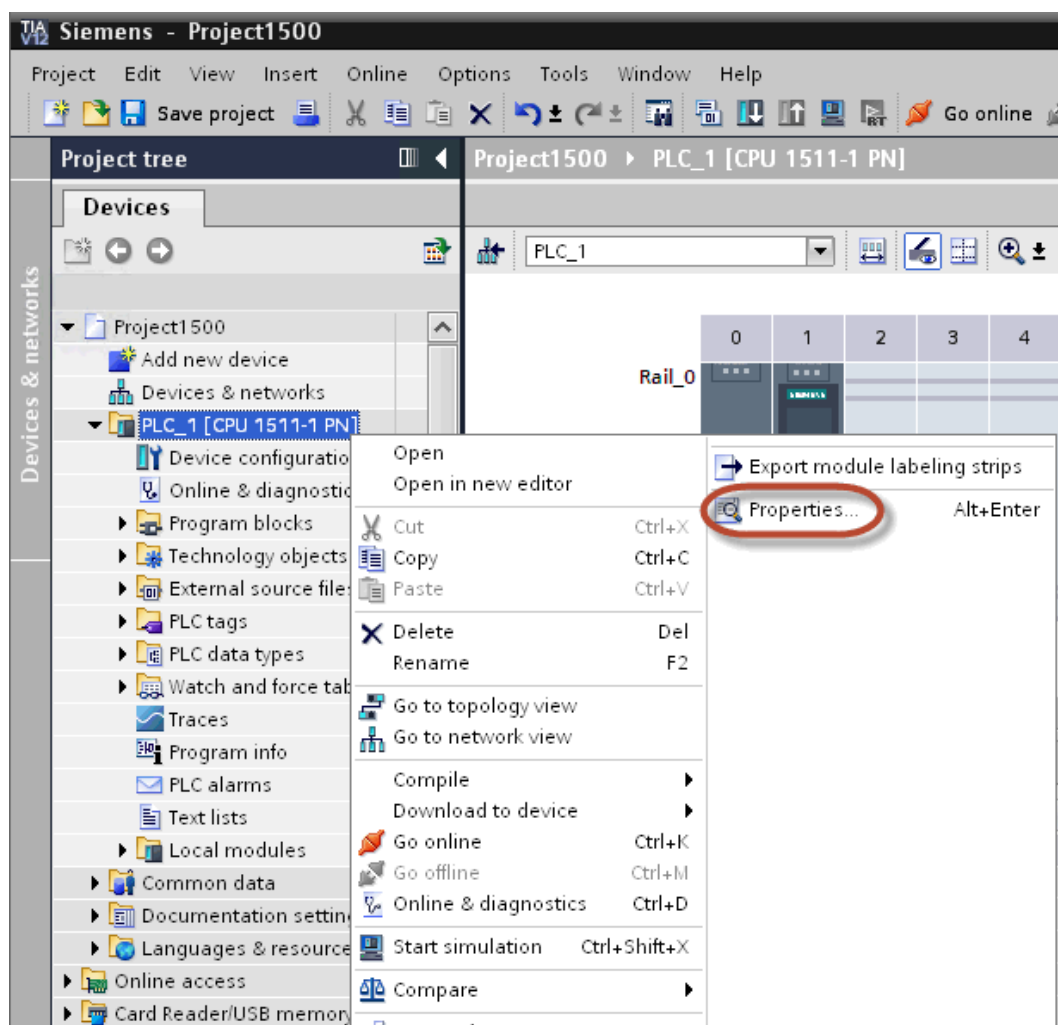 TIA V12 Siemens - Project1500
Project Edit View Insert Online Options Tools Window Help
Save project Go online
Devices & networks
Project tree
Devices
Project1500
Add new device
Devices & networks
PLC_1 [CPU 1511-1 PN]
Device configuratio
Online & diagnostic
Program blocks
Technology objects
External source file
PLC tags
PLC data types
Watch and force tab
Traces
Program info
PLC alarms
Text lists
Local modules
Common data
Documentation settin
Languages & resource
Online access
Card Reader/USB memory
Project1500 PLC_1 [CPU 1511-1 PN]
PLC_1
0 1 2 3 4
Rail_0
SIEMENS
Open
Open in new editor
Cut Ctrl+X
Copy Ctrl+C
Paste Ctrl+V
Delete Del
Rename F2
Go to topology view
Go to network view
Compile
Download to device
Go online Ctrl+K
Go offline Ctrl+M
Online & diagnostics Ctrl+D
Start simulation Ctrl+Shift+X
Compare
Export module labeling strips
Properties... Alt+Enter